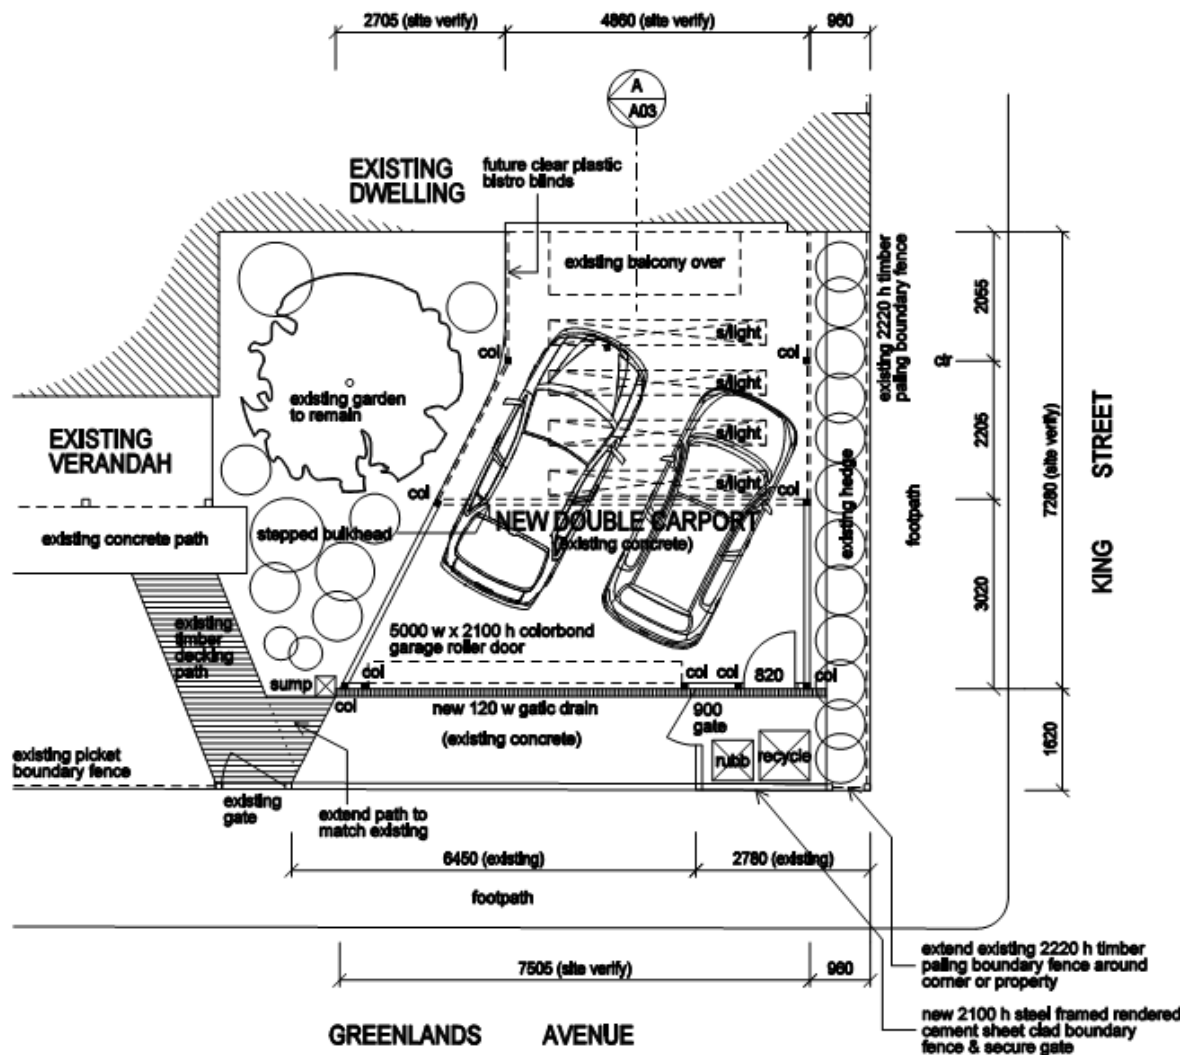 2705 (site verify)
4860 (site verify)
960
A
A03
EXISTING
DWELLING
future clear plastic
bistro blinds
existing balcony over
existing 2220 h timber
paling boundary fence
s/light
s/light
s/light
s/light
col
col
col
col
existing garden
to remain
EXISTING
VERANDAH
existing concrete path
stepped bulkhead
NEW DOUBLE CARPORT
(existing concrete)
existing hedge
footpath
2055
2205
3020
7280 (site verify)
1620
KING STREET
existing
timber
decking
path
5000 w x 2100 h colorbond
garage roller door
820
sump
col
col
col
col
col
new 120 w gatic drain
(existing concrete)
900
gate
rubb
recycle
existing picket
boundary fence
existing
gate
extend path to
match existing
6450 (existing)
2780 (existing)
footpath
7505 (site verify)
960
extend existing 2220 h timber
paling boundary fence around
corner or property
new 2100 h steel framed rendered
cement sheet clad boundary
fence & secure gate
GREENLANDS AVENUE